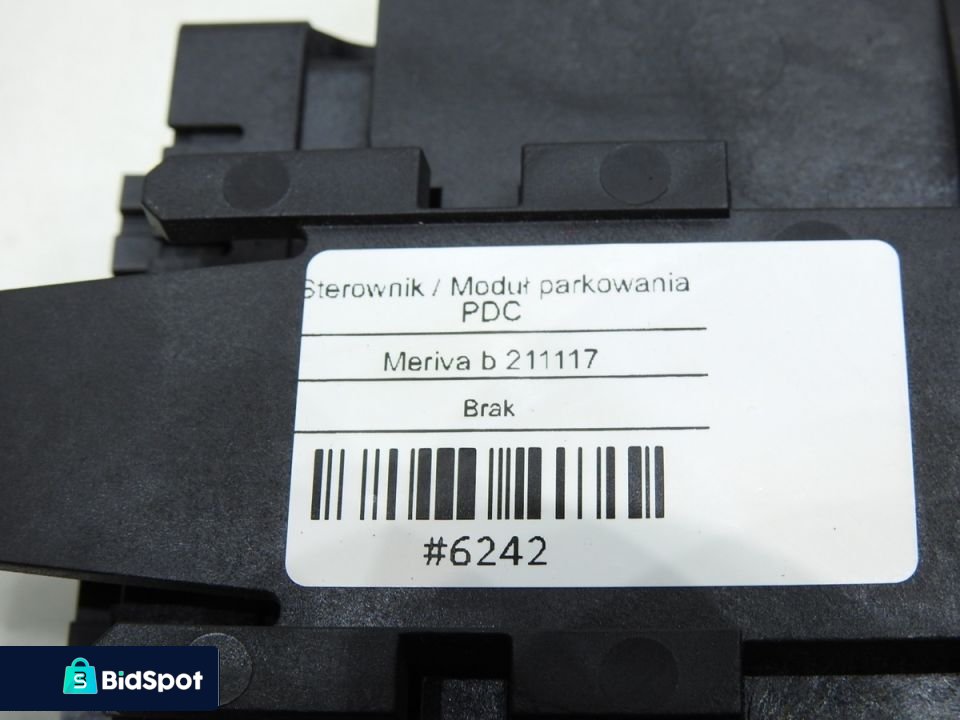 Sterownik / Moduł parkowania
PDC
Meriva b 211117
Brak
#6242
BidSpot